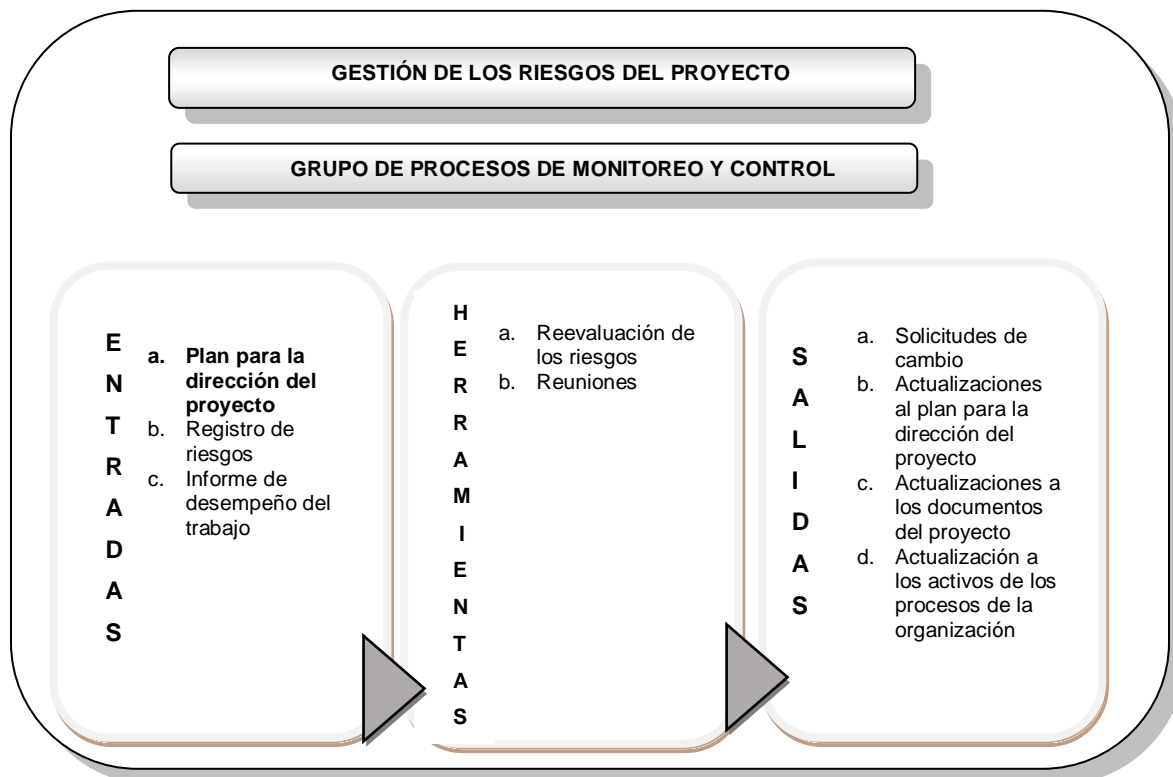 GESTIÓN DE LOS RIESGOS DEL PROYECTO
GRUPO DE PROCESOS DE MONITOREO Y CONTROL
E
N
T
R
A
D
A
S
a. Plan para la
dirección del
proyecto
b. Registro de
riesgos
c. Informe de
desempeño del
trabajo
H
E
R
R
A
M
I
E
N
T
A
S
a. Reevaluación de
los riesgos
b. Reuniones
S
A
L
I
D
A
S
a. Solicitudes de
cambio
b. Actualizaciones
al plan para la
dirección del
proyecto
c. Actualizaciones a
los documentos
del proyecto
d. Actualización a
los activos de los
procesos de la
organización